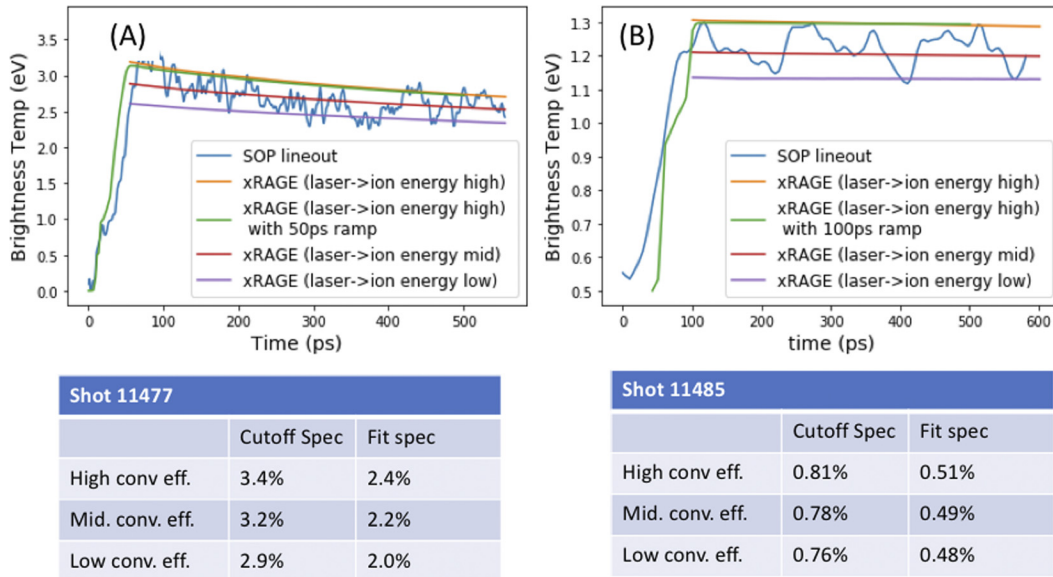 (A)
Brightness Temp (eV)
3.5
3.0
2.5
2.0
1.5
1.0
0.5
0.0
SOP lineout
xRAGE (laser->ion energy high)
xRAGE (laser->ion energy high)
with 50ps ramp
xRAGE (laser->ion energy mid)
xRAGE (laser->ion energy low)
0 100 200 300 400 500
Time (ps)
(B)
Brightness Temp (eV)
1.3
1.2
1.1
1.0
0.9
0.8
0.7
0.6
0.5
SOP lineout
xRAGE (laser->ion energy high)
xRAGE (laser->ion energy high)
with 100ps ramp
xRAGE (laser->ion energy mid)
xRAGE (laser->ion energy low)
0 100 200 300 400 500 600
time (ps)
Shot 11477
Cutoff Spec Fit spec
High conv eff. 3.4% 2.4%
Mid. conv. eff. 3.2% 2.2%
Low conv. eff. 2.9% 2.0%
Shot 11485
Cutoff Spec Fit spec
High conv eff. 0.81% 0.51%
Mid. conv. eff. 0.78% 0.49%
Low conv. eff. 0.76% 0.48%